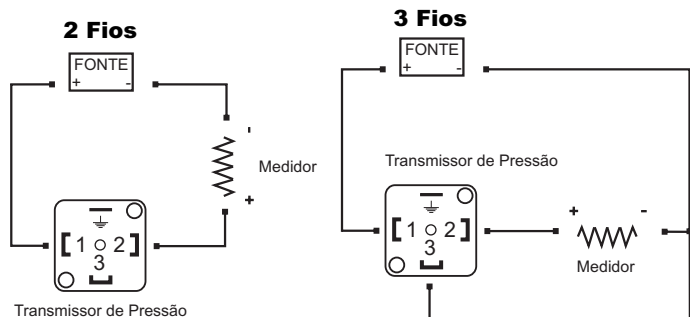 2 Fios
FONTE
+ -
-
Medidor
+
1 2
3
Transmissor de Pressão
3 Fios
FONTE
+ -
Transmissor de Pressão
1 2
3
+ -
Medidor